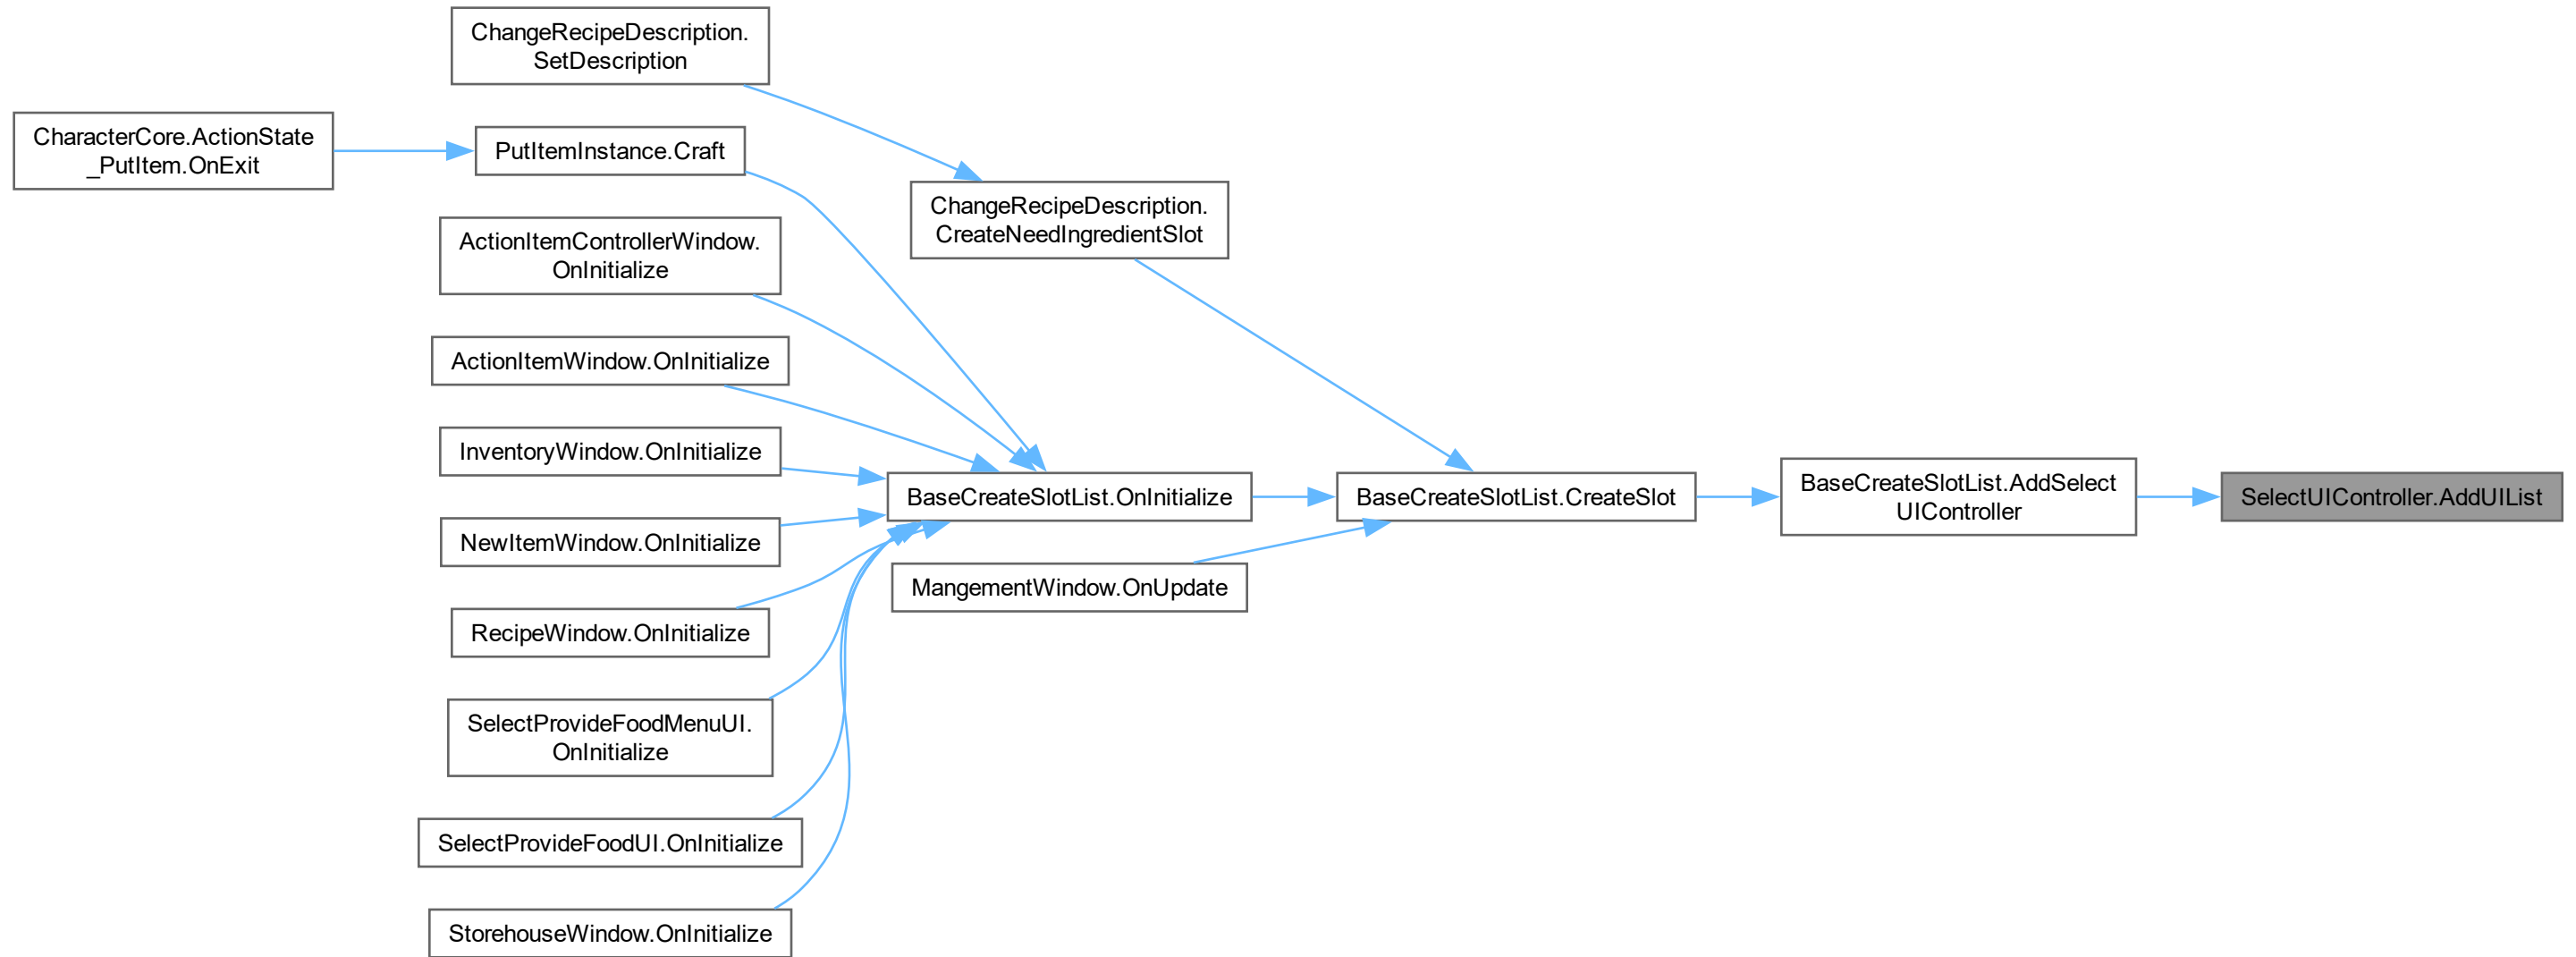 ChangeRecipeDescription.
SetDescription
CharacterCore.ActionState
_PutItem.OnExit
PutItemInstance.Craft
ChangeRecipeDescription.
CreateNeedIngredientSlot
ActionItemControllerWindow.
OnInitialize
ActionItemWindow.OnInitialize
InventoryWindow.OnInitialize
BaseCreateSlotList.OnInitialize
BaseCreateSlotList.CreateSlot
BaseCreateSlotList.AddSelect
UIController
SelectUIController.AddUIList
NewItemWindow.OnInitialize
MangementWindow.OnUpdate
RecipeWindow.OnInitialize
SelectProvideFoodMenuUI.
OnInitialize
SelectProvideFoodUI.OnInitialize
StorehouseWindow.OnInitialize